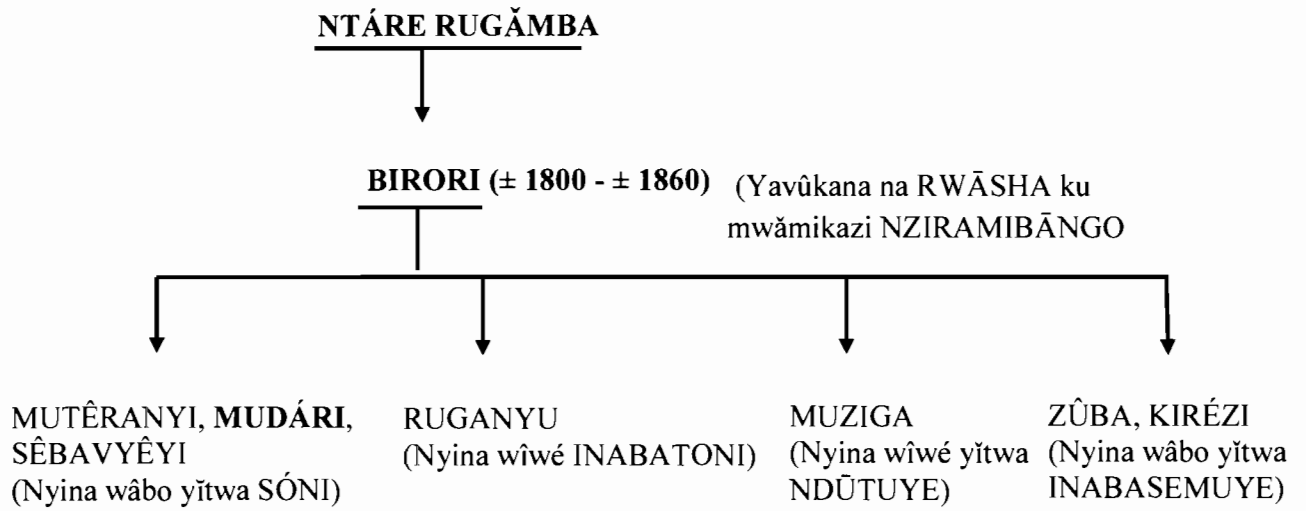 NTÁRE RUGǍMBA
BIRORI (± 1800 - ± 1860) (Yavûkana na RWĀSHA ku
mwǎmikazi NZIRAMIBĀNGO
MUTÊRANYI, MUDÁRI,
SÊBAVYÊYI
(Nyina wâbo yǐtwa SÓNI)
RUGANYU
(Nyina wîwé INABATONI)
MUZIGA
(Nyina wîwé yǐtwa
NDŪTUYE)
ZÛBA, KIRÉZI
(Nyina wâbo yǐtwa
INABASEMUYE)